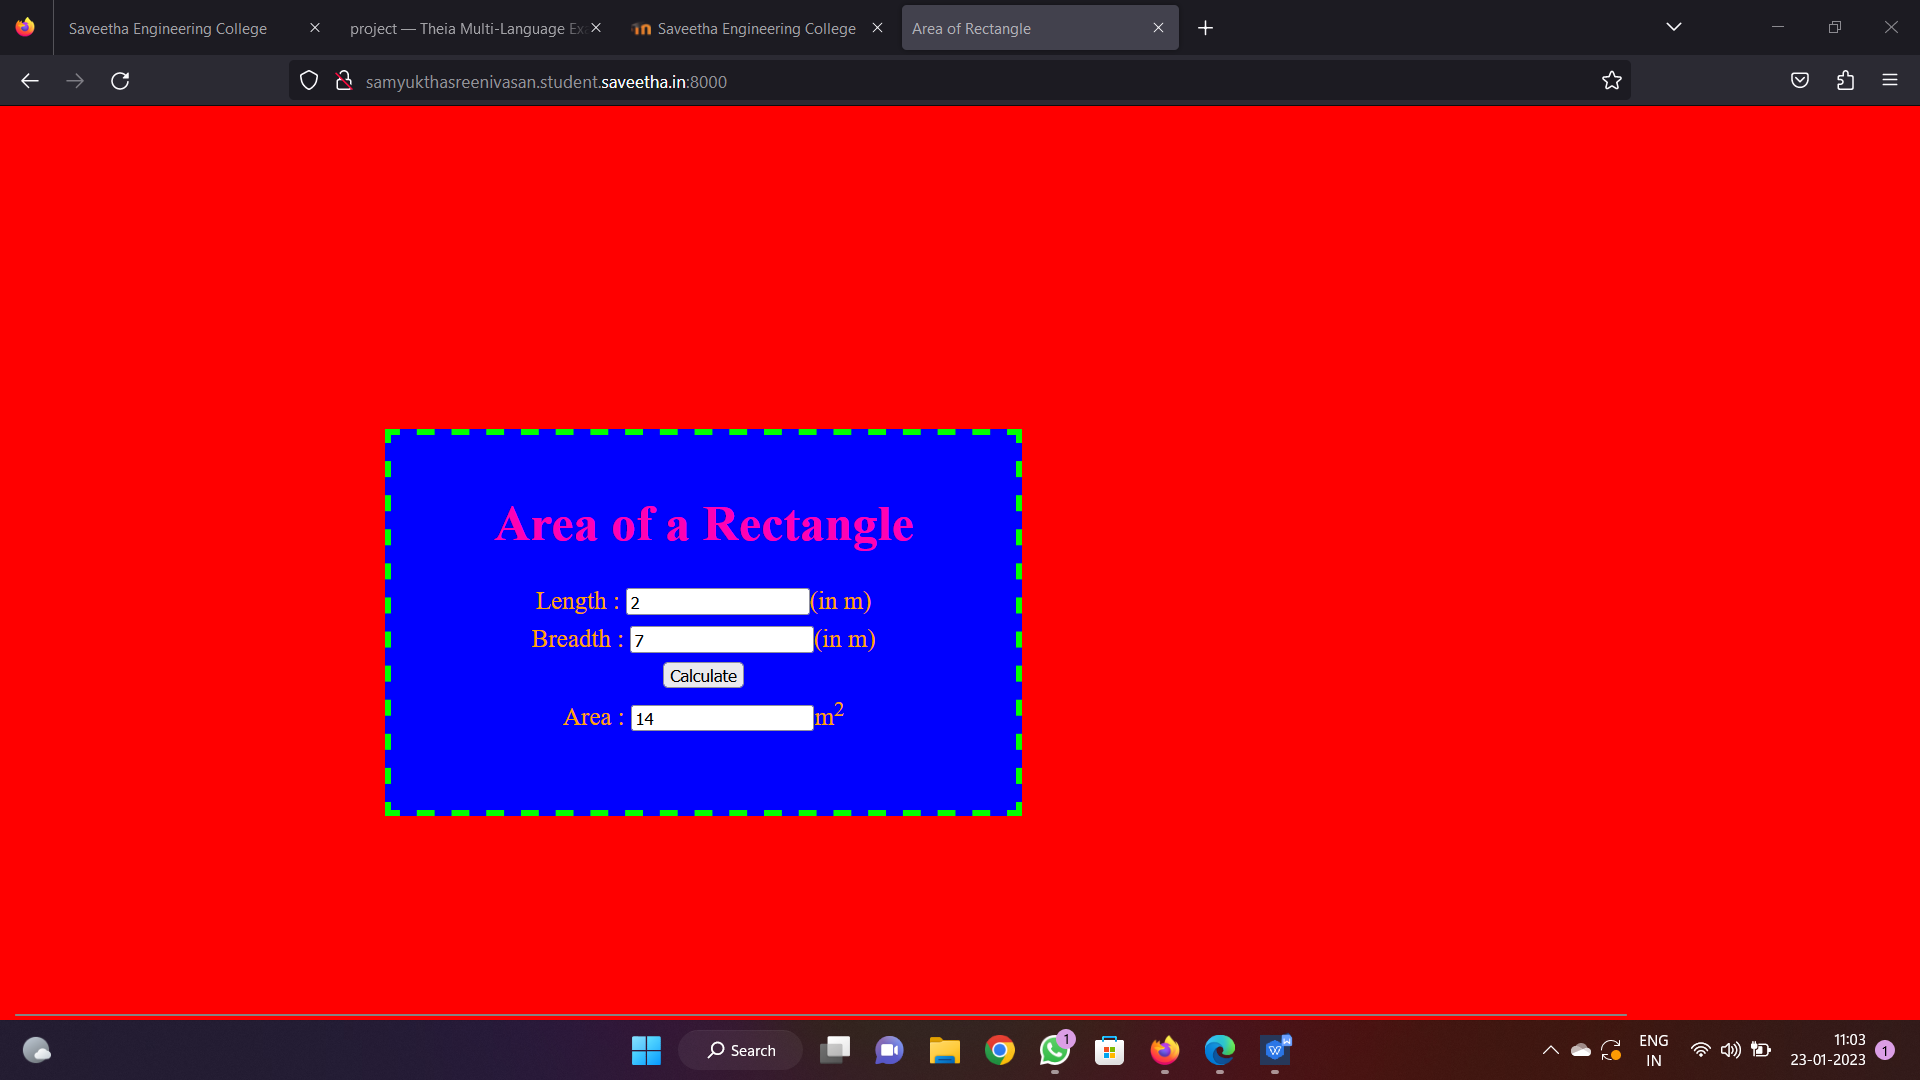 Saveetha Engineering College
project — Theia Multi-Language Ex
Saveetha Engineering College
Area of Rectangle
samyukthasreenivasan.student.saveetha.in:8000
Area of a Rectangle
Length : 2 (in m)
Breadth : 7 (in m)
Calculate
Area : 14 m²
Search
1
ENG
IN
11:03
23-01-2023
1